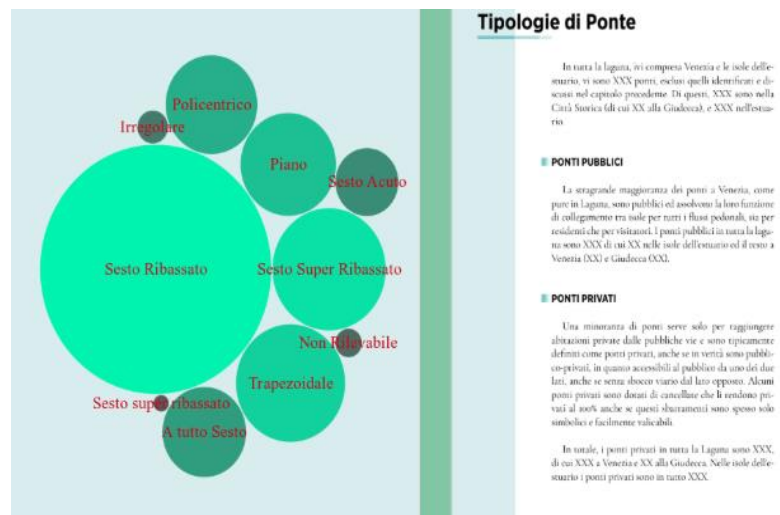 Policentrico
Irregolare
Piano
Sesto Acuto
Sesto Ribassato
Sesto Super Ribassato
Non Rilevabile
Trapezoidale
Sesto super ribassato
A tutto Sesto
Tipologie di Ponte
In tutta la laguna, ivi compresa Venezia e le isole dell'e-
stuario, vi sono XXX ponti, esclusi quelli identificati e di-
scussi nel capitolo precedente. Di questi, XXX sono nella
Città Storica (di cui XX alla Giudecca), e XXX nell'estua-
rio.
PONTI PUBBLICI
La stragrande maggioranza dei ponti a Venezia, come
pure in Laguna, sono pubblici ed assolvono la loro funzione
di collegamento tra isole per tutti i flussi pedonali, sia per
residenti che per visitatori. I ponti pubblici in tutta la lagu-
na sono XXX di cui XX nelle isole dell'estuario ed il resto a
Venezia (XX) e Giudecca (XX).
PONTI PRIVATI
Una minoranza di ponti serve solo per raggiungere
abitazioni private dalle pubbliche vie e sono tipicamente
definiti come ponti privati, anche se in verità sono pubbli-
co-privati, in quanto accessibili al pubblico da uno dei due
lati, anche se senza sbocco viario dal lato opposto. Alcuni
ponti privati sono dotati di cancellate che li rendono pri-
vati al 100% anche se questi sbarramenti sono spesso solo
simbolici e facilmente valicabili.
In totale, i ponti privati in tutta la Laguna sono XXX,
di cui XXX a Venezia e XX alla Giudecca. Nelle isole dell'e-
stuario i ponti privati sono in tutto XXX.